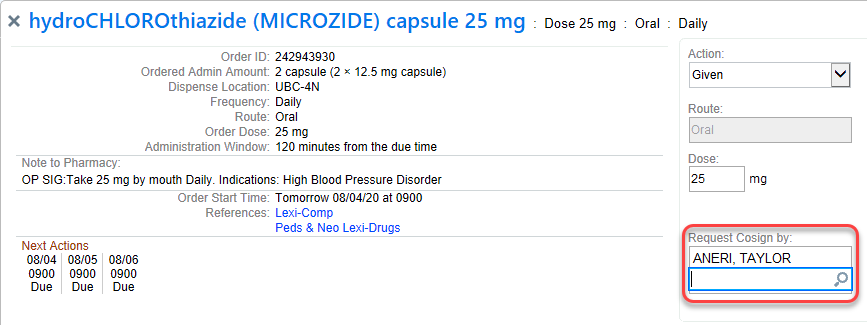 hydroCHLOROthiazide (MICROZIDE) capsule 25 mg : Dose 25 mg : Oral : Daily
Order ID: 242943930
Ordered Admin Amount: 2 capsule (2 × 12.5 mg capsule)
Dispense Location: UBC-4N
Frequency: Daily
Route: Oral
Order Dose: 25 mg
Administration Window: 120 minutes from the due time
Note to Pharmacy:
OP SIG:Take 25 mg by mouth Daily. Indications: High Blood Pressure Disorder
Order Start Time: Tomorrow 08/04/20 at 0900
References: Lexi-Comp
Peds & Neo Lexi-Drugs
Next Actions
08/04 08/05 08/06
0900 0900 0900
Due Due Due
Action:
Given
Route:
Oral
Dose:
25 mg
Request Cosign by:
ANERI, TAYLOR